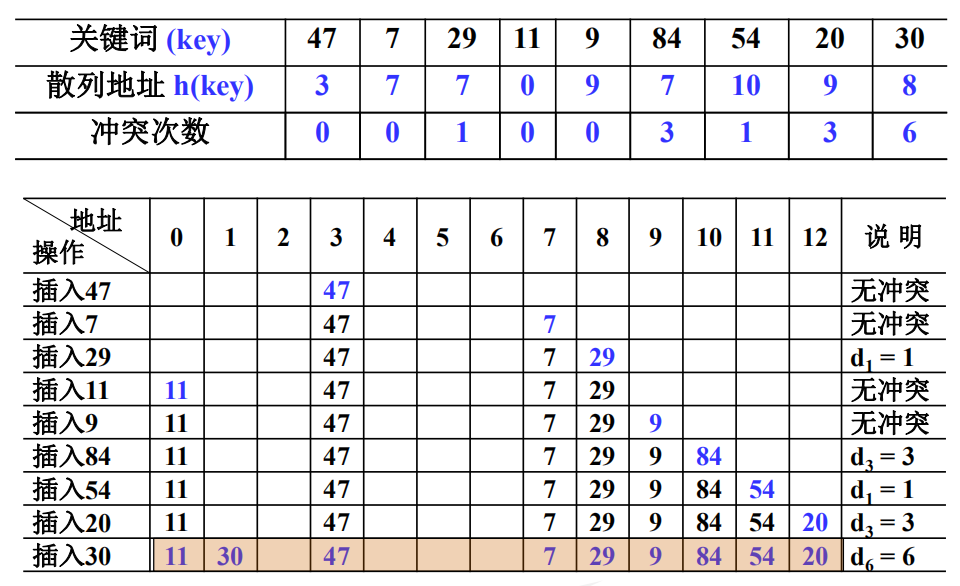 关键词 (key) 47 7 29 11 9 84 54 20 30
散列地址 h(key) 3 7 7 0 9 7 10 9 8
冲突次数 0 0 1 0 0 3 1 3 6
地址
操作 0 1 2 3 4 5 6 7 8 9 10 11 12 说 明
插入47 47 无冲突
插入7 47 7 无冲突
插入29 47 7 29 d₁ = 1
插入11 11 47 7 29 无冲突
插入9 11 47 7 29 9 无冲突
插入84 11 47 7 29 9 84 d₃ = 3
插入54 11 47 7 29 9 84 54 d₁ = 1
插入20 11 47 7 29 9 84 54 20 d₃ = 3
插入30 11 30 47 7 29 9 84 54 20 d₆ = 6